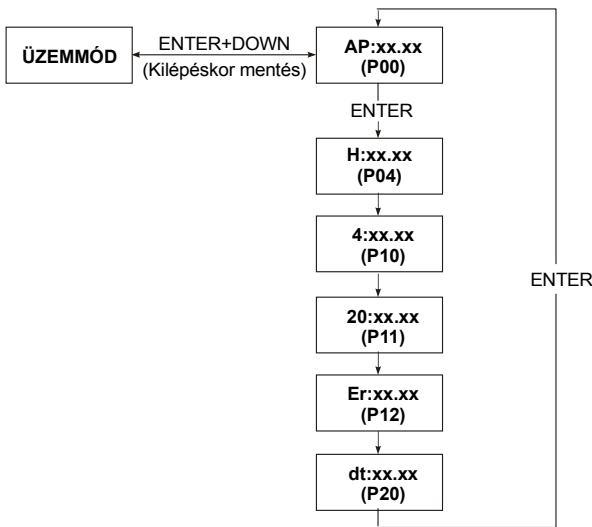 ÜZEMMÓD
ENTER+DOWN
(Kilépéskor mentés)
AP:xx.xx
(P00)
ENTER
H:xx.xx
(P04)
4:xx.xx
(P10)
20:xx.xx
(P11)
ENTER
Er:xx.xx
(P12)
dt:xx.xx
(P20)